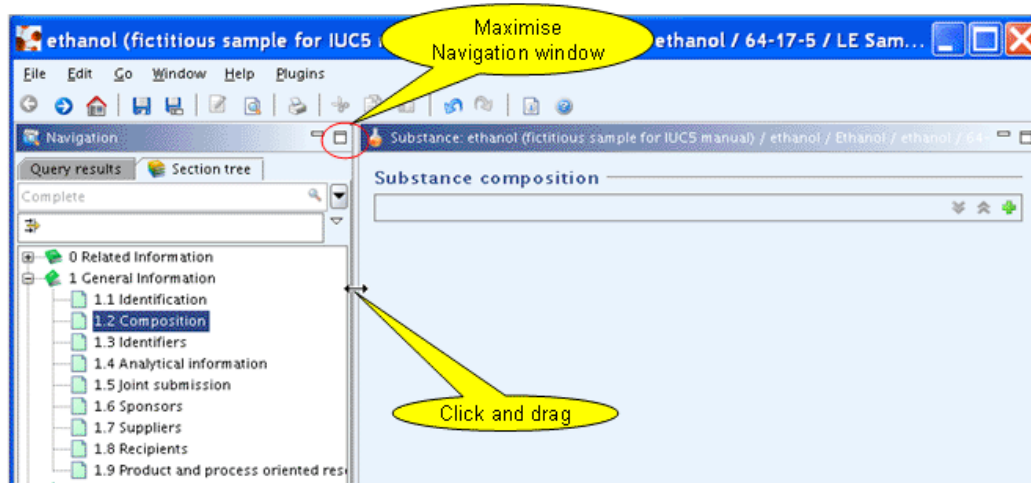 ethanol (fictitious sample for IUC5
ethanol / 64-17-5 / LE Sam...
Maximise
Navigation window
File Edit Go Window Help Plugins
Navigation
Substance: ethanol (fictitious sample for IUC5 manual) / ethanol / Ethanol / ethanol / 64-
Query results Section tree
Substance composition
Complete
0 Related Information
1 General Information
1.1 Identification
1.2 Composition
1.3 Identifiers
1.4 Analytical information
1.5 Joint submission
Click and drag
1.6 Sponsors
1.7 Suppliers
1.8 Recipients
1.9 Product and process oriented res